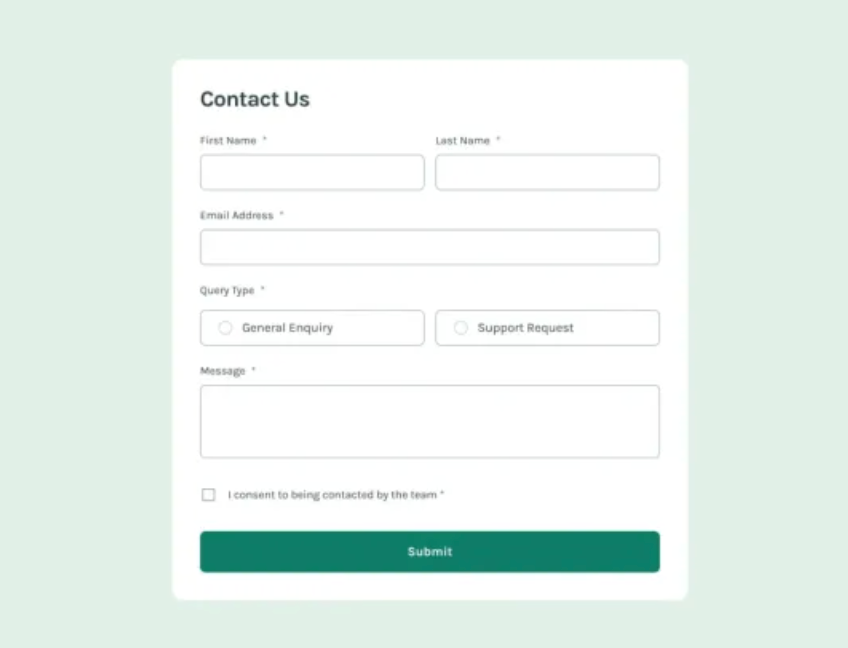 Contact Us
First Name *
Last Name *
Email Address *
Query Type *
General Enquiry
Support Request
Message *
I consent to being contacted by the team *
Submit